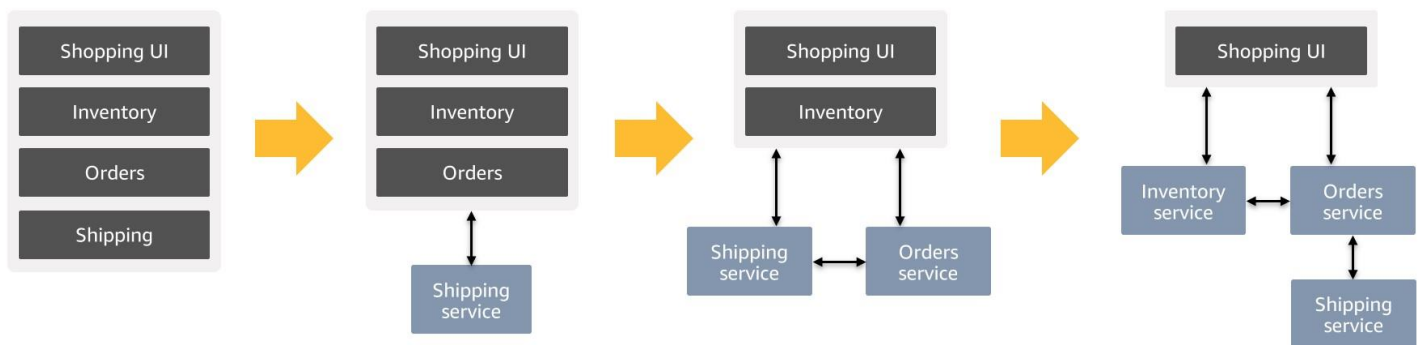 Shopping UI
Inventory
Orders
Shipping
Shopping UI
Inventory
Orders
Shipping
service
Shopping UI
Inventory
Shipping
service
Orders
service
Shopping UI
Inventory
service
Orders
service
Shipping
service